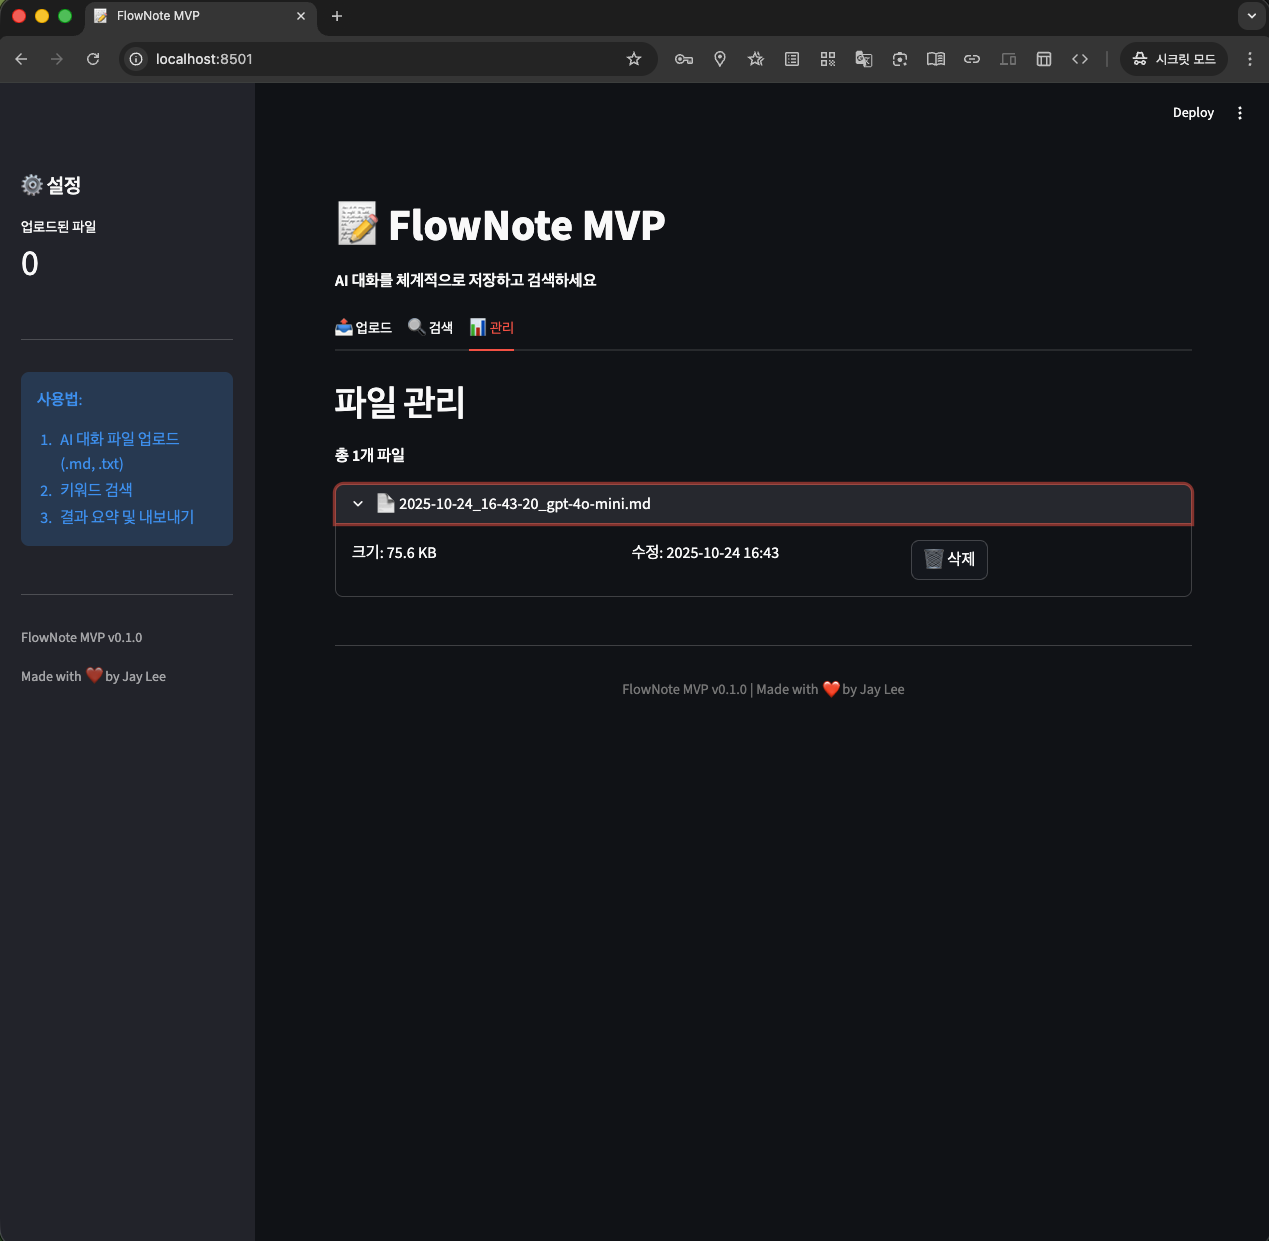 FlowNote MVP
localhost:8501
시크릿 모드
Deploy
설정
업로드된 파일
0
사용법:
1. AI 대화 파일 업로드
(.md, .txt)
2. 키워드 검색
3. 결과 요약 및 내보내기
FlowNote MVP v0.1.0
Made with ❤️ by Jay Lee
FlowNote MVP
AI 대화를 체계적으로 저장하고 검색하세요
업로드 검색 관리
파일 관리
총 1개 파일
2025-10-24_16-43-20_gpt-4o-mini.md
크기: 75.6 KB 수정: 2025-10-24 16:43 삭제
FlowNote MVP v0.1.0 | Made with ❤️ by Jay Lee